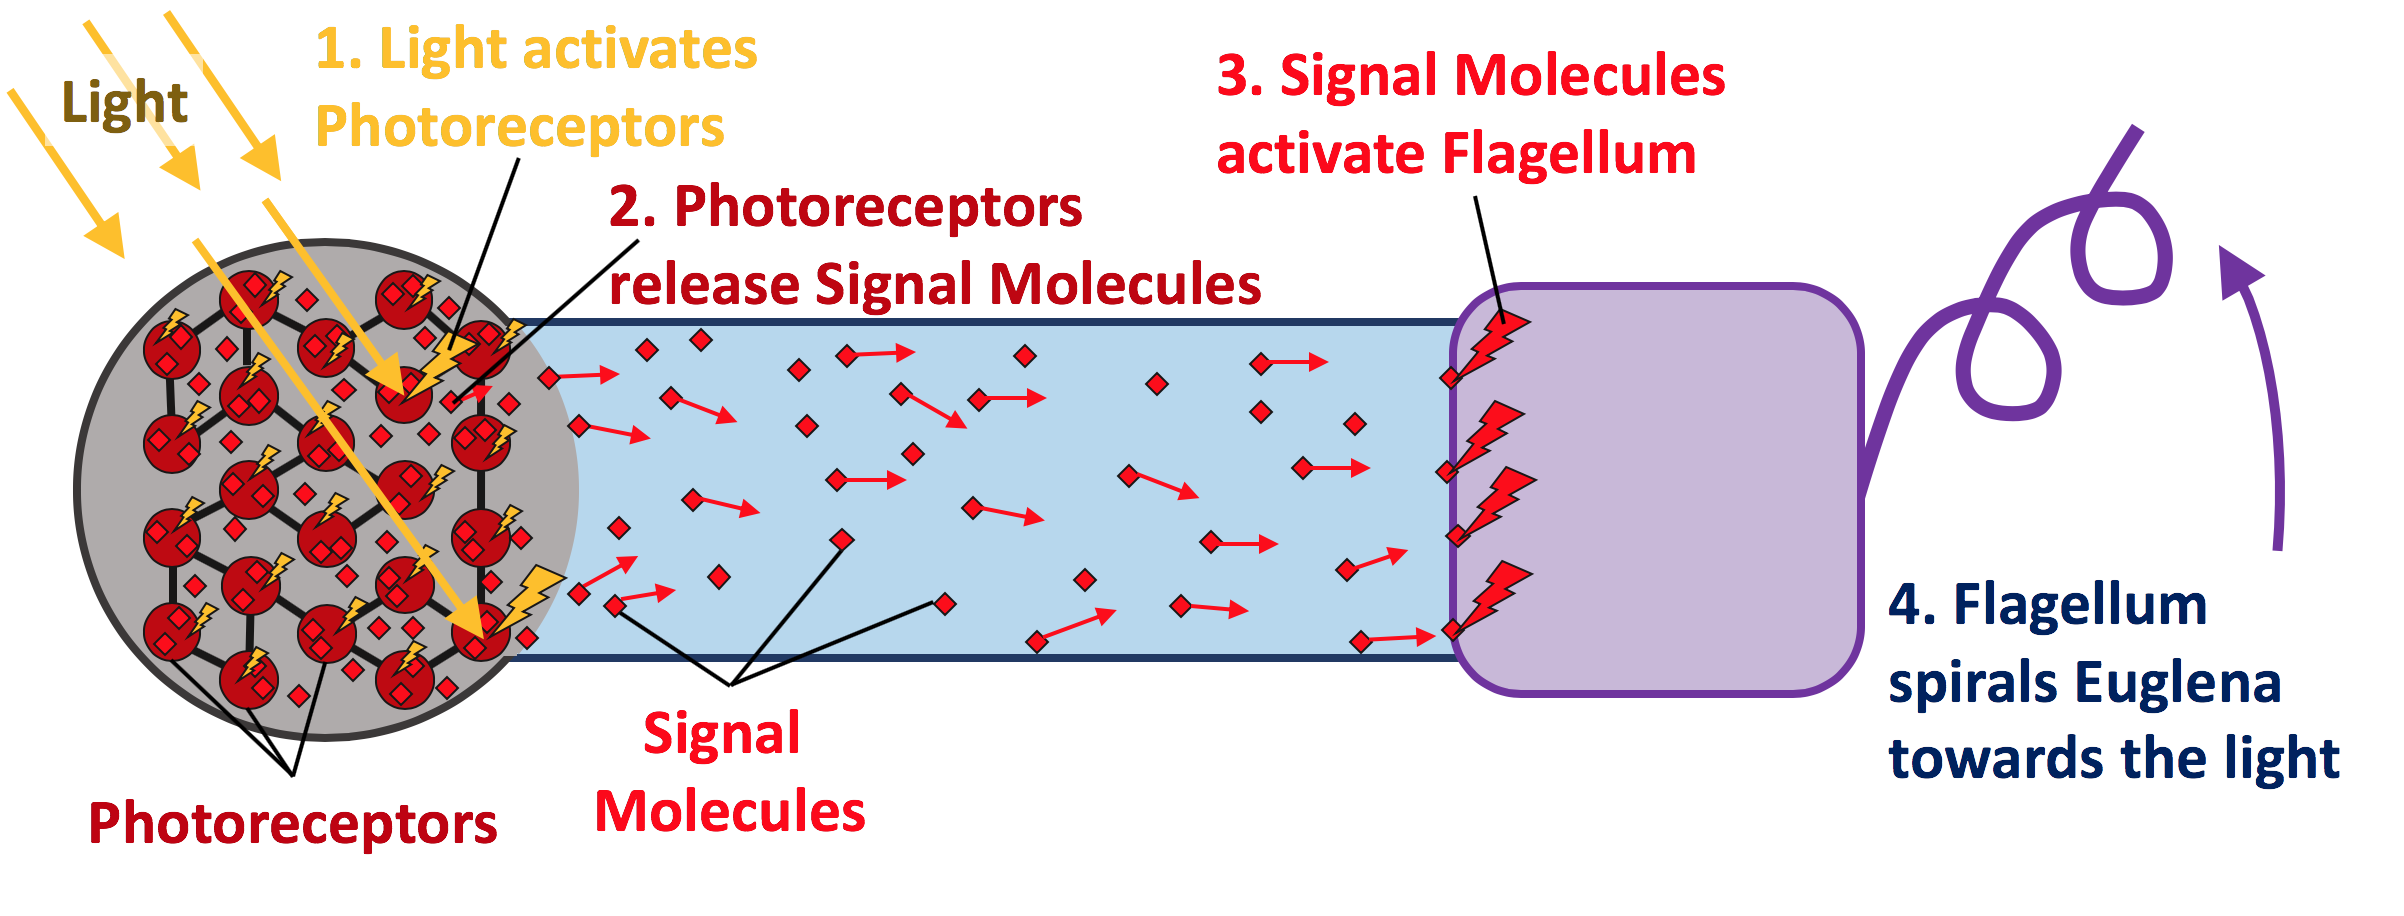 Light
1. Light activates
Photoreceptors
2. Photoreceptors
release Signal Molecules
3. Signal Molecules
activate Flagellum
4. Flagellum
spirals Euglena
towards the light
Signal
Molecules
Photoreceptors